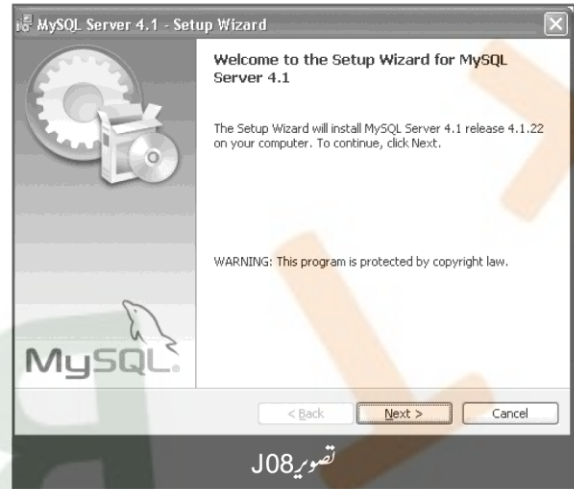 MySQL Server 4.1 - Setup Wizard
Welcome to the Setup Wizard for MySQL
Server 4.1
The Setup Wizard will install MySQL Server 4.1 release 4.1.22
on your computer. To continue, click Next.
WARNING: This program is protected by copyright law.
MySQL.
< Back
Next >
Cancel
تصویر J08